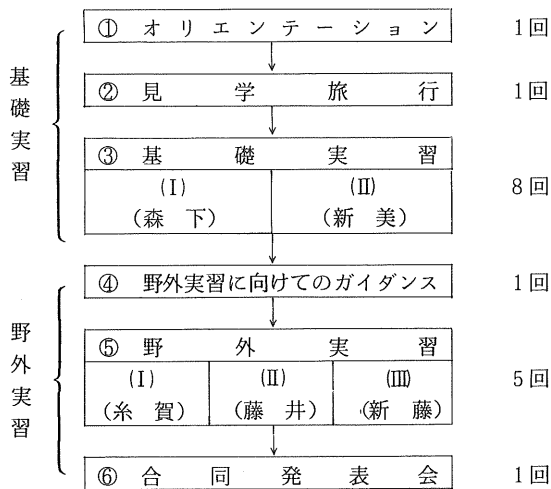 ① オリエンテーション 1回
② 見学旅行 1回
基礎実習
③ 基礎実習 8回
(I) (II)
(森下) (新美)
④ 野外実習に向けてのガイダンス 1回
野外実習
⑤ 野外実習 5回
(I) (II) (III)
(糸賀) (藤井) (新藤)
⑥ 合同発表会 1回